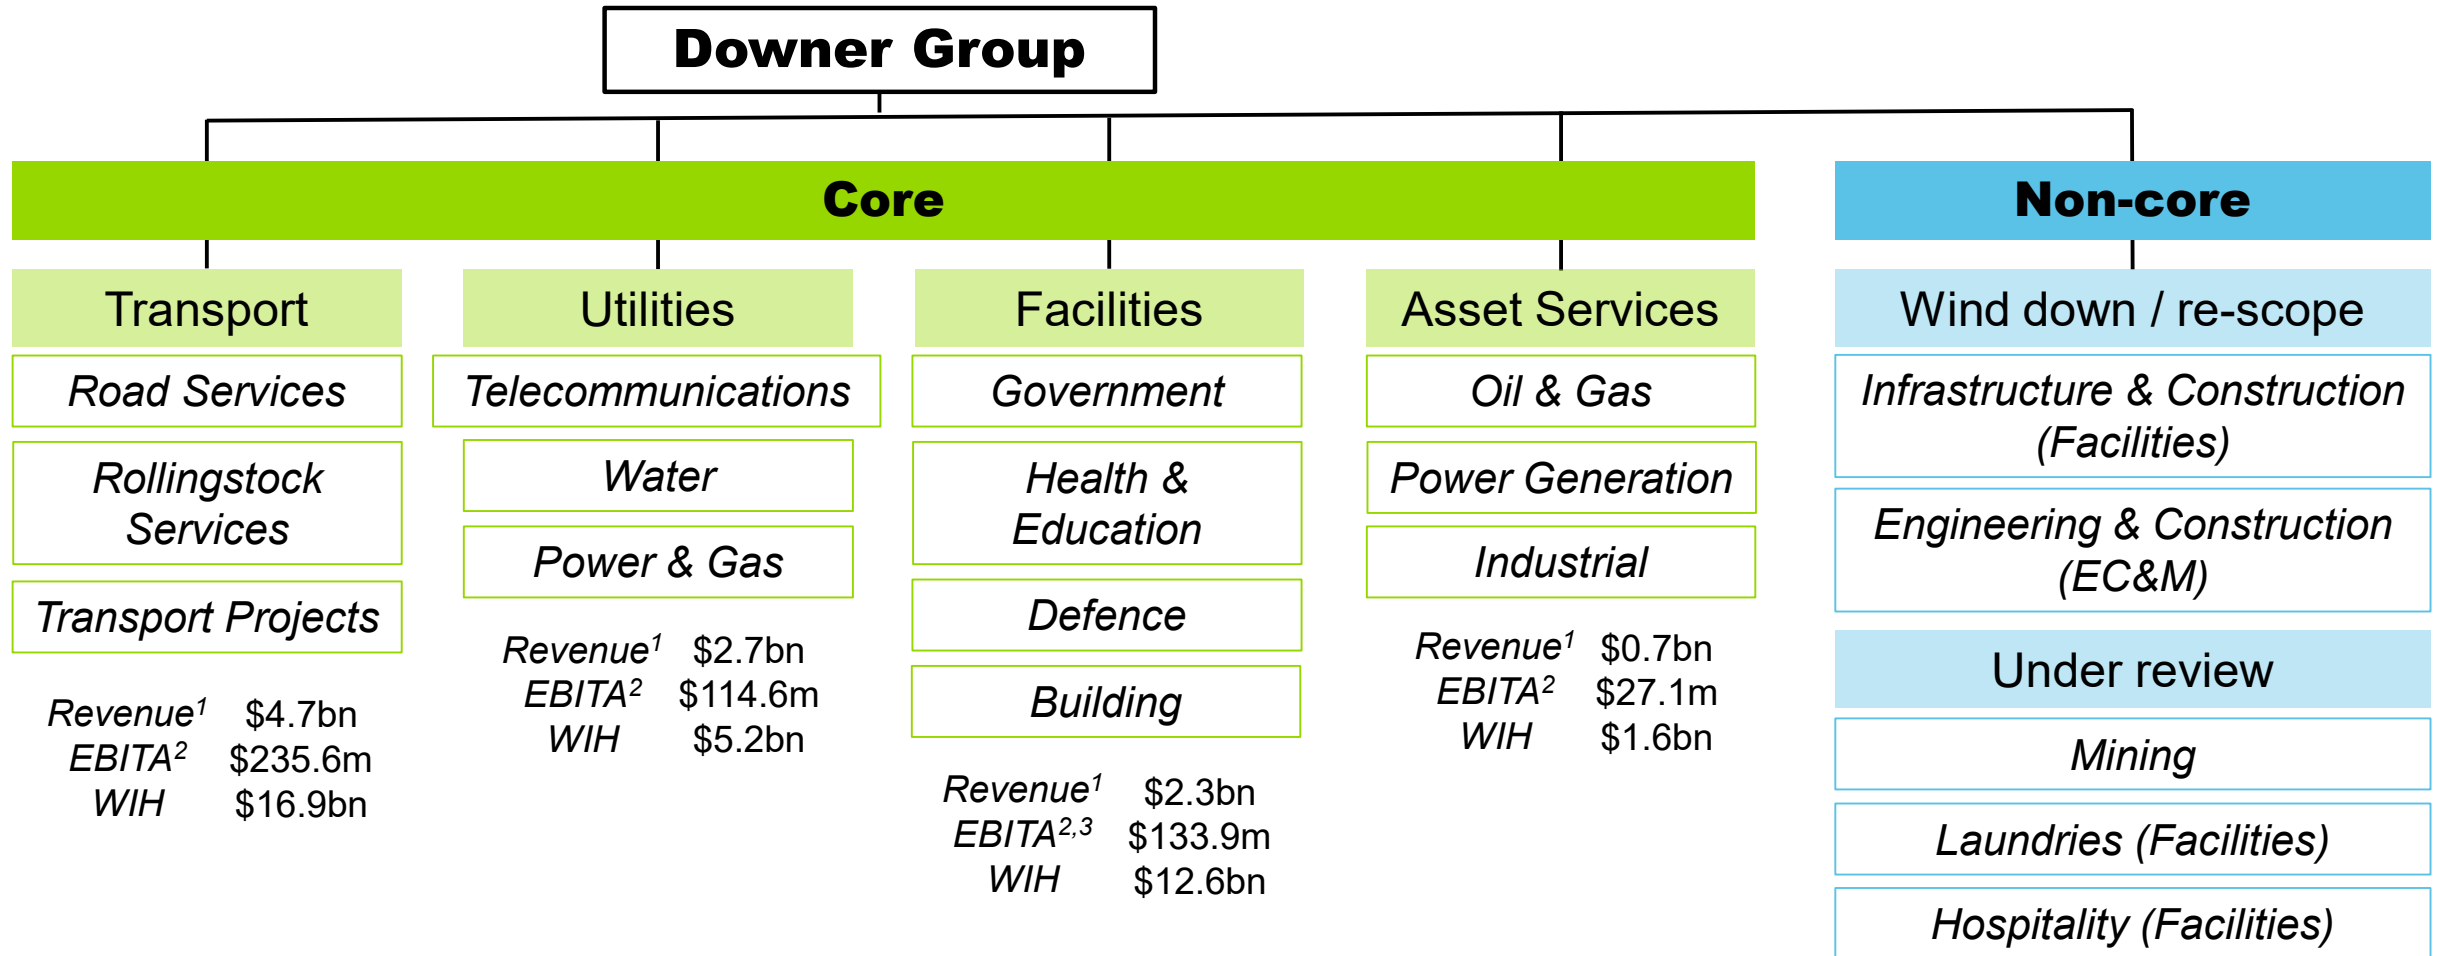 Downer Group
Core
Non-core
Transport
Road Services
Rollingstock
Services
Transport Projects
Revenue¹ $4.7bn
EBITA² $235.6m
WIH $16.9bn
Utilities
Telecommunications
Water
Power & Gas
Revenue¹ $2.7bn
EBITA² $114.6m
WIH $5.2bn
Facilities
Government
Health &
Education
Defence
Building
Revenue¹ $2.3bn
EBITA²,³ $133.9m
WIH $12.6bn
Asset Services
Oil & Gas
Power Generation
Industrial
Revenue¹ $0.7bn
EBITA² $27.1m
WIH $1.6bn
Wind down / re-scope
Infrastructure & Construction
(Facilities)
Engineering & Construction
(EC&M)
Under review
Mining
Laundries (Facilities)
Hospitality (Facilities)